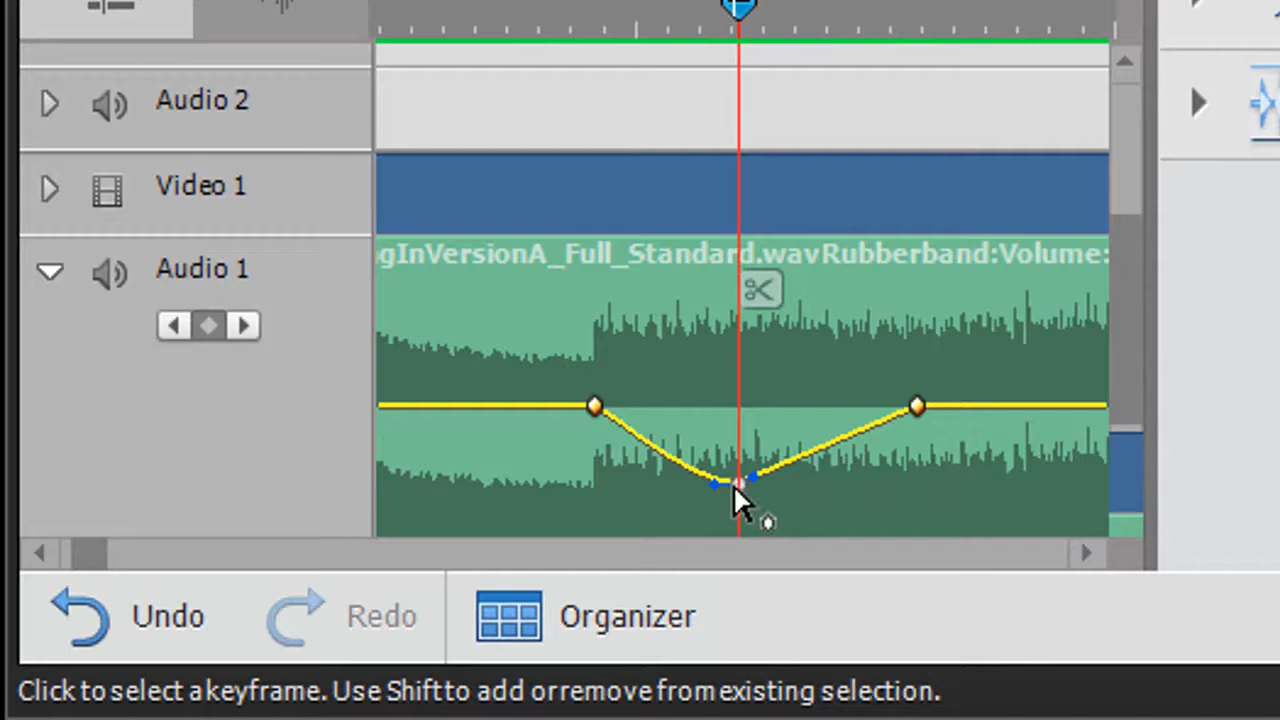 Audio 2
Video 1
gInVersionA_Full_Standard.wavRubberband:Volume:
Audio 1
Undo
Redo
Organizer
Click to select a keyframe. Use Shift to add or remove from existing selection.